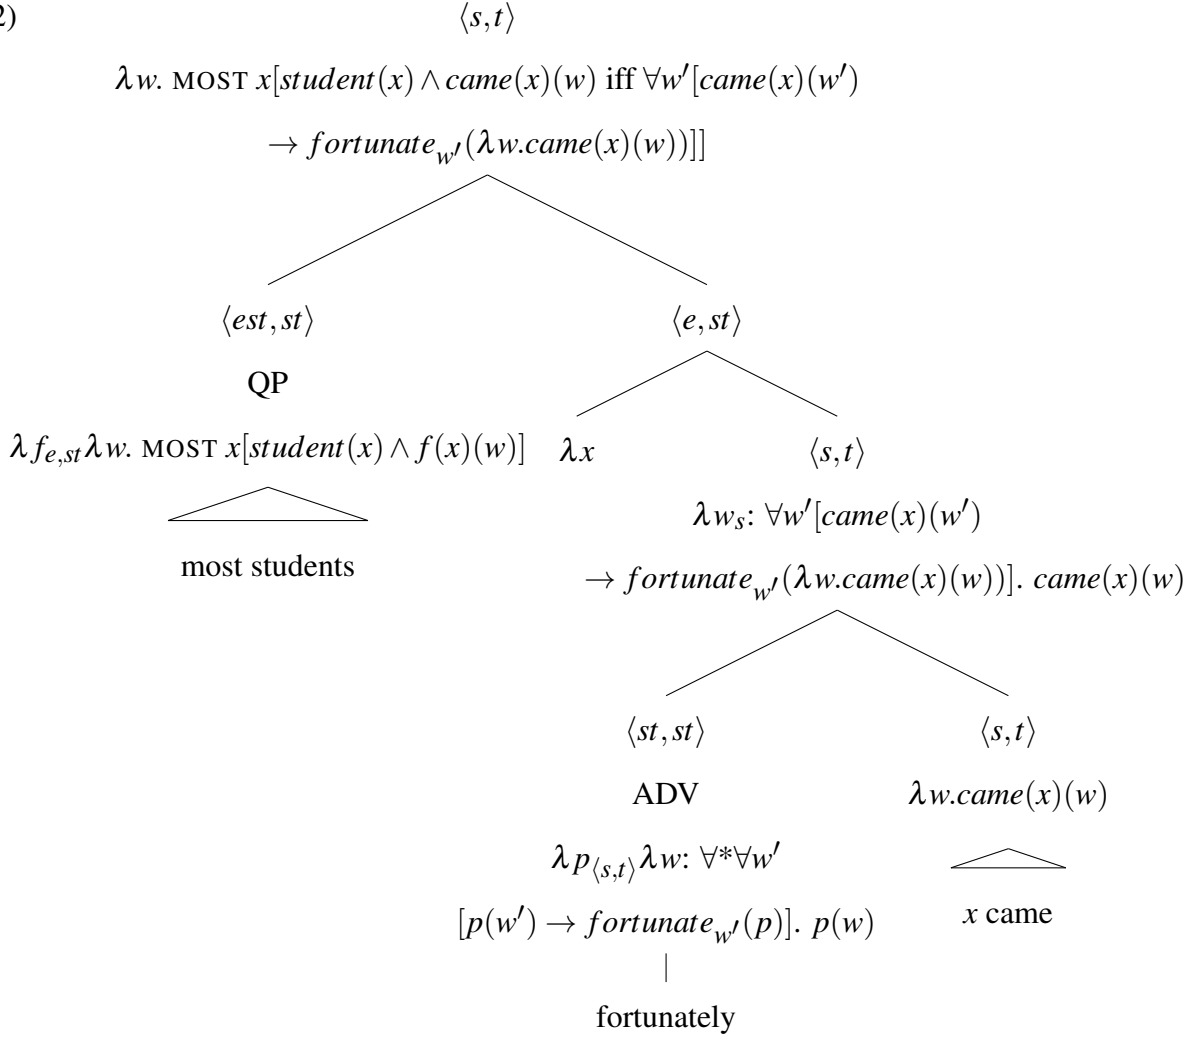 2)
⟨s,t⟩
λw. MOST x[student(x) ∧ came(x)(w) iff ∀w′[came(x)(w′)
→ fortunate_w′(λw.came(x)(w))]]
⟨est,st⟩ ⟨e,st⟩
QP
λf_e,st λw. MOST x[student(x) ∧ f(x)(w)] λx ⟨s,t⟩
λw_s: ∀w′[came(x)(w′)
most students
→ fortunate_w′(λw.came(x)(w))]. came(x)(w)
⟨st,st⟩ ⟨s,t⟩
ADV λw.came(x)(w)
λp_⟨s,t⟩ λw: ∀*∀w′
[p(w′) → fortunate_w′(p)]. p(w) x came
fortunately